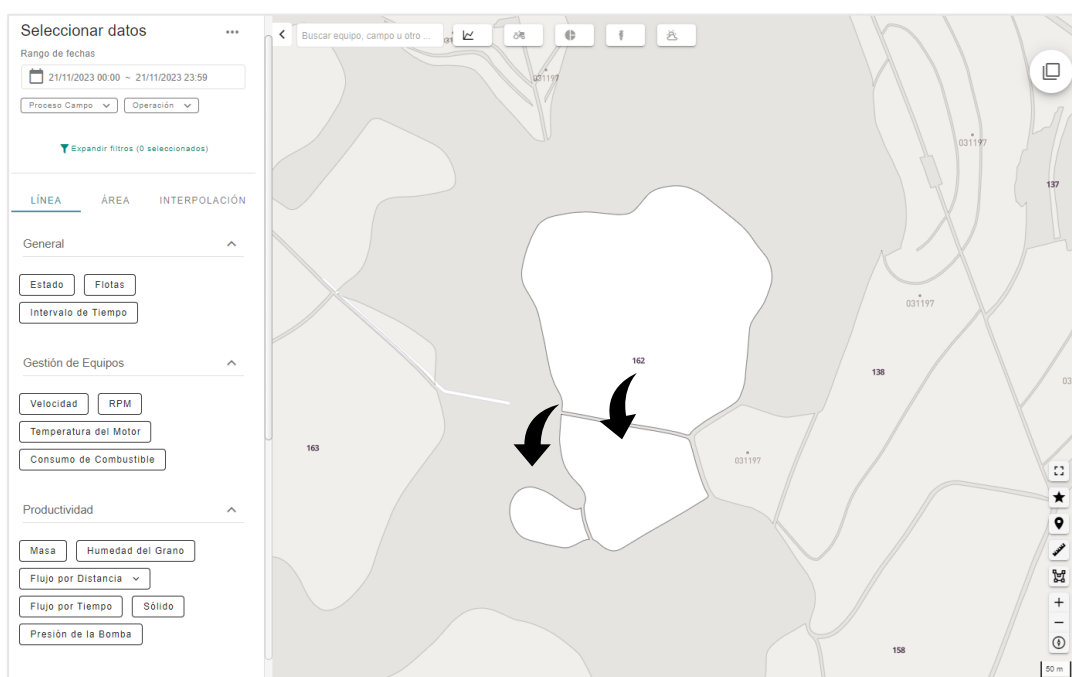 Seleccionar datos
Rango de fechas
21/11/2023 00:00 ~ 21/11/2023 23:59
Proceso Campo
Operación
Expandir filtros (0 seleccionados)
LÍNEA
ÁREA
INTERPOLACIÓN
General
Estado
Flotas
Intervalo de Tiempo
Gestión de Equipos
Velocidad
RPM
Temperatura del Motor
Consumo de Combustible
Productividad
Masa
Humedad del Grano
Flujo por Distancia
Flujo por Tiempo
Sólido
Presión de la Bomba
Buscar equipo, campo u otro ...
031197
031197
137
031197
162
138
03
163
031197
158
50 m